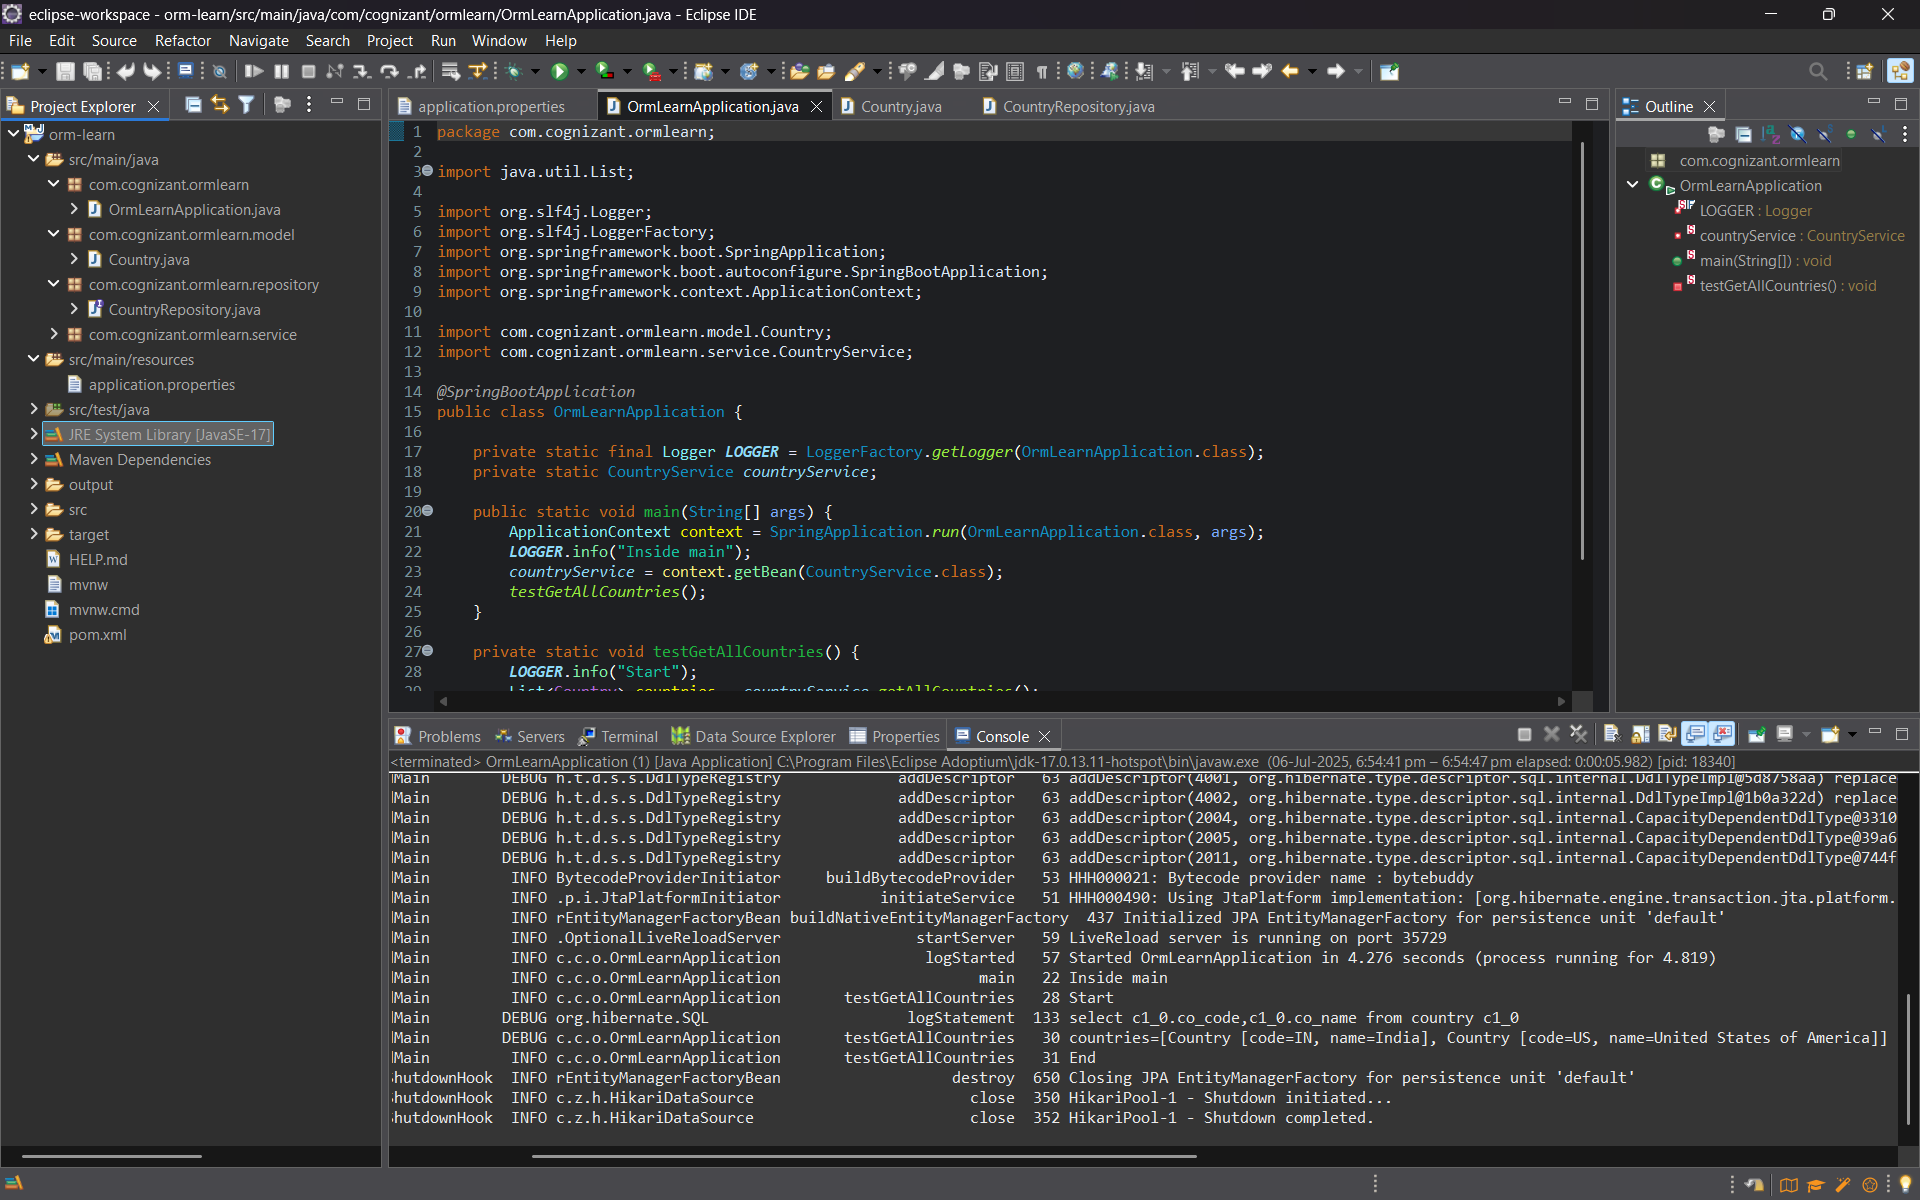 eclipse-workspace - orm-learn/src/main/java/com/cognizant/ormlearn/OrmLearnApplication.java - Eclipse IDE
File Edit Source Refactor Navigate Search Project Run Window Help
Project Explorer
orm-learn
src/main/java
com.cognizant.ormlearn
OrmLearnApplication.java
com.cognizant.ormlearn.model
Country.java
com.cognizant.ormlearn.repository
CountryRepository.java
com.cognizant.ormlearn.service
src/main/resources
application.properties
src/test/java
JRE System Library [JavaSE-17]
Maven Dependencies
output
src
target
HELP.md
mvnw
mvnw.cmd
pom.xml
application.properties OrmLearnApplication.java Country.java CountryRepository.java
1 package com.cognizant.ormlearn;
2
3 import java.util.List;
4
5 import org.slf4j.Logger;
6 import org.slf4j.LoggerFactory;
7 import org.springframework.boot.SpringApplication;
8 import org.springframework.boot.autoconfigure.SpringBootApplication;
9 import org.springframework.context.ApplicationContext;
10
11 import com.cognizant.ormlearn.model.Country;
12 import com.cognizant.ormlearn.service.CountryService;
13
14 @SpringBootApplication
15 public class OrmLearnApplication {
16
17 private static final Logger LOGGER = LoggerFactory.getLogger(OrmLearnApplication.class);
18 private static CountryService countryService;
19
20 public static void main(String[] args) {
21 ApplicationContext context = SpringApplication.run(OrmLearnApplication.class, args);
22 LOGGER.info("Inside main");
23 countryService = context.getBean(CountryService.class);
24 testGetAllCountries();
25 }
26
27 private static void testGetAllCountries() {
28 LOGGER.info("Start");
29 List<Country> countries = countryService.getAllCountries();
Outline
com.cognizant.ormlearn
OrmLearnApplication
LOGGER : Logger
countryService : CountryService
main(String[]) : void
testGetAllCountries() : void
Problems Servers Terminal Data Source Explorer Properties Console
<terminated> OrmLearnApplication (1) [Java Application] C:\Program Files\Eclipse Adoptium\jdk-17.0.13.11-hotspot\bin\javaw.exe (06-Jul-2025, 6:54:41 pm – 6:54:47 pm elapsed: 0:00:05.982) [pid: 18340]
Main DEBUG h.t.d.s.s.DdlTypeRegistry addDescriptor 63 addDescriptor(4001, org.hibernate.type.descriptor.sql.internal.DdlTypeImpl@5d8758aa) replace
Main DEBUG h.t.d.s.s.DdlTypeRegistry addDescriptor 63 addDescriptor(4002, org.hibernate.type.descriptor.sql.internal.DdlTypeImpl@1b0a322d) replace
Main DEBUG h.t.d.s.s.DdlTypeRegistry addDescriptor 63 addDescriptor(2004, org.hibernate.type.descriptor.sql.internal.CapacityDependentDdlType@3310
Main DEBUG h.t.d.s.s.DdlTypeRegistry addDescriptor 63 addDescriptor(2005, org.hibernate.type.descriptor.sql.internal.CapacityDependentDdlType@39a6
Main DEBUG h.t.d.s.s.DdlTypeRegistry addDescriptor 63 addDescriptor(2011, org.hibernate.type.descriptor.sql.internal.CapacityDependentDdlType@744f
Main INFO BytecodeProviderInitiator buildBytecodeProvider 53 HHH000021: Bytecode provider name : bytebuddy
Main INFO .p.i.JtaPlatformInitiator initiateService 51 HHH000490: Using JtaPlatform implementation: [org.hibernate.engine.transaction.jta.platform.
Main INFO rEntityManagerFactoryBean buildNativeEntityManagerFactory 437 Initialized JPA EntityManagerFactory for persistence unit 'default'
Main INFO .OptionalLiveReloadServer startServer 59 LiveReload server is running on port 35729
Main INFO c.c.o.OrmLearnApplication logStarted 57 Started OrmLearnApplication in 4.276 seconds (process running for 4.819)
Main INFO c.c.o.OrmLearnApplication main 22 Inside main
Main INFO c.c.o.OrmLearnApplication testGetAllCountries 28 Start
Main DEBUG org.hibernate.SQL logStatement 133 select c1_0.co_code,c1_0.co_name from country c1_0
Main DEBUG c.c.o.OrmLearnApplication testGetAllCountries 30 countries=[Country [code=IN, name=India], Country [code=US, name=United States of America]]
Main INFO c.c.o.OrmLearnApplication testGetAllCountries 31 End
hutdownHook INFO rEntityManagerFactoryBean destroy 650 Closing JPA EntityManagerFactory for persistence unit 'default'
hutdownHook INFO c.z.h.HikariDataSource close 350 HikariPool-1 - Shutdown initiated...
hutdownHook INFO c.z.h.HikariDataSource close 352 HikariPool-1 - Shutdown completed.